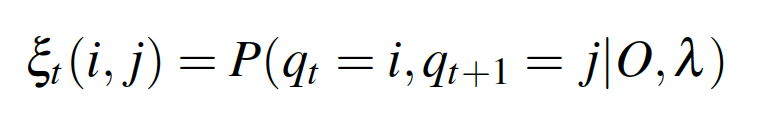 ξₜ(i, j) = P(qₜ = i, qₜ₊₁ = j|O, λ)